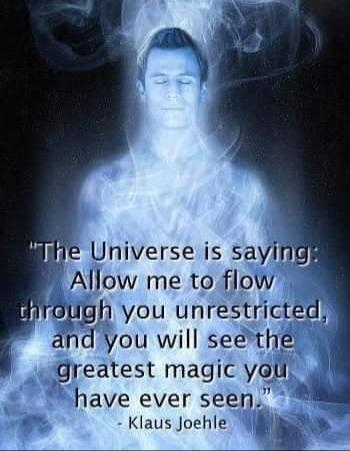 "The Universe is saying:
Allow me to flow
through you unrestricted,
and you will see the
greatest magic you
have ever seen.”
- Klaus Joehle